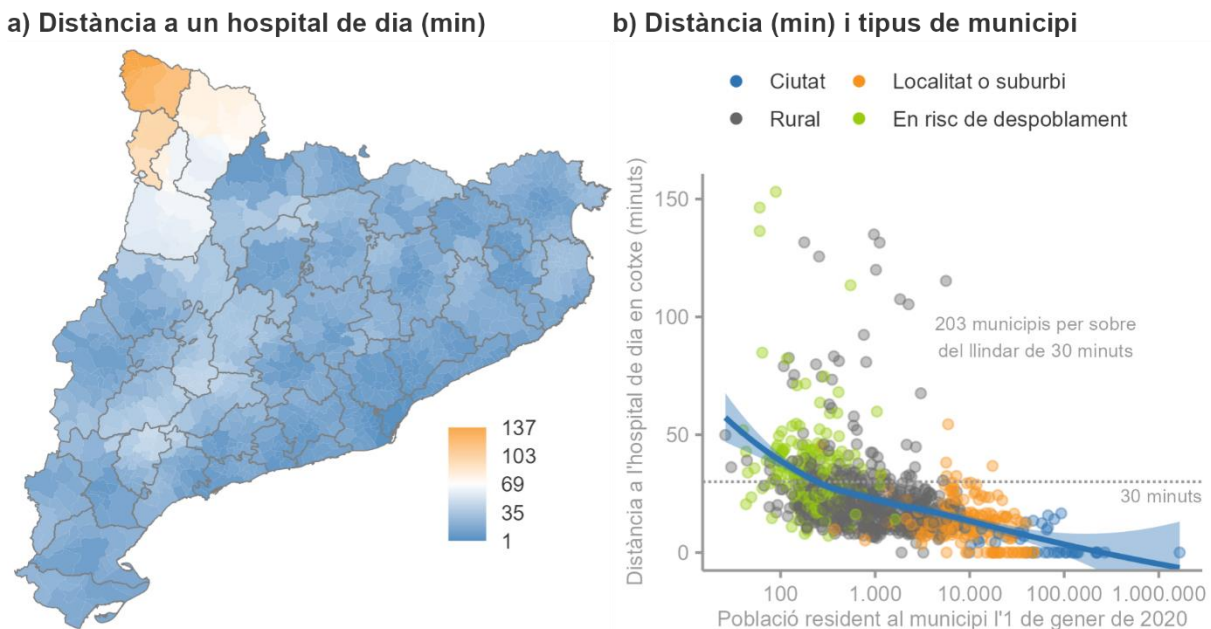 a) Distància a un hospital de dia (min)
137
103
69
35
1
b) Distància (min) i tipus de municipi
Ciutat
Localitat o suburbi
Rural
En risc de despoblament
Distància a l'hospital de dia en cotxe (minuts)
150
100
50
0
203 municipis per sobre
del llindar de 30 minuts
30 minuts
100
1.000
10.000
100.000
1.000.000
Població resident al municipi l'1 de gener de 2020